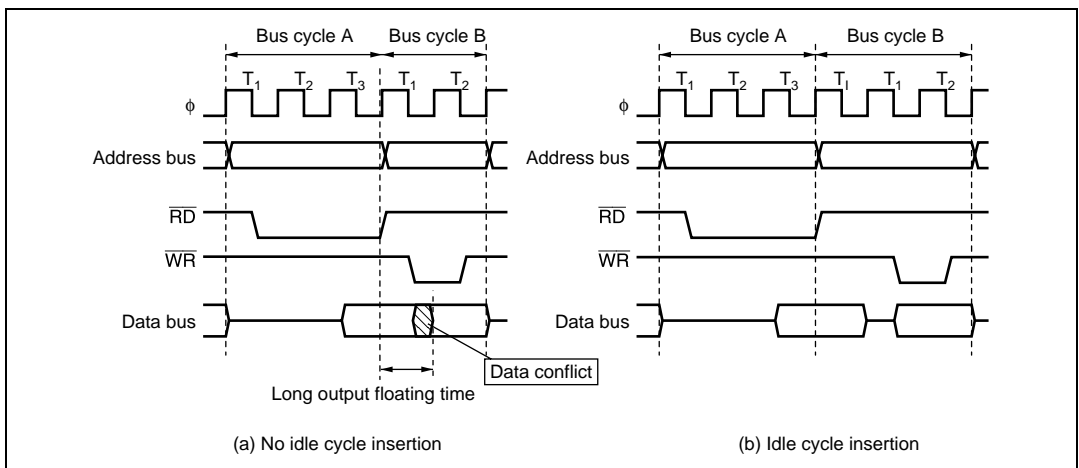 Bus cycle A Bus cycle B
T1 T2 T3 T1 T2
ϕ
Address bus
RD
WR
Data bus
Data conflict
Long output floating time
(a) No idle cycle insertion
Bus cycle A Bus cycle B
T1 T2 T3 TI T1 T2
ϕ
Address bus
RD
WR
Data bus
(b) Idle cycle insertion